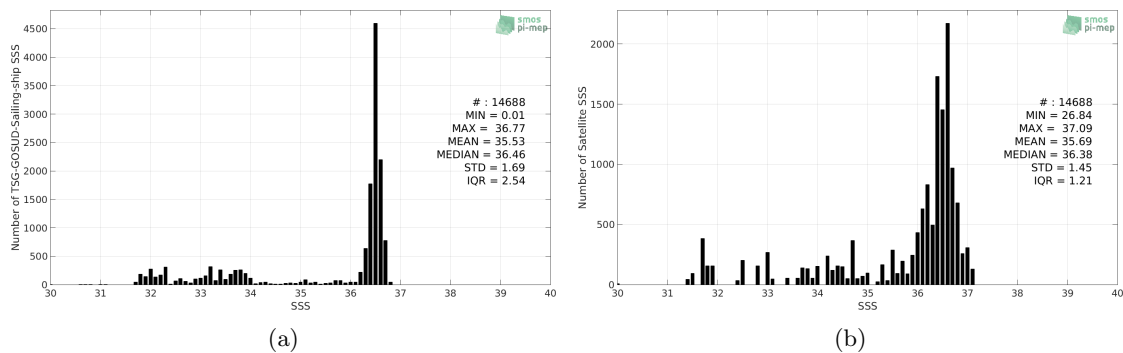 smos
pi-mep
Number of TSG-GOSUD-Sailing-ship SSS
4500
4000
3500
3000
2500
2000
1500
1000
500
0
# : 14688
MIN = 0.01
MAX = 36.77
MEAN = 35.53
MEDIAN = 36.46
STD = 1.69
IQR = 2.54
30 31 32 33 34 35 36 37 38 39 40
SSS
(a)
smos
pi-mep
Number of Satellite SSS
2000
1500
1000
500
0
# : 14688
MIN = 26.84
MAX = 37.09
MEAN = 35.69
MEDIAN = 36.38
STD = 1.45
IQR = 1.21
30 31 32 33 34 35 36 37 38 39 40
SSS
(b)